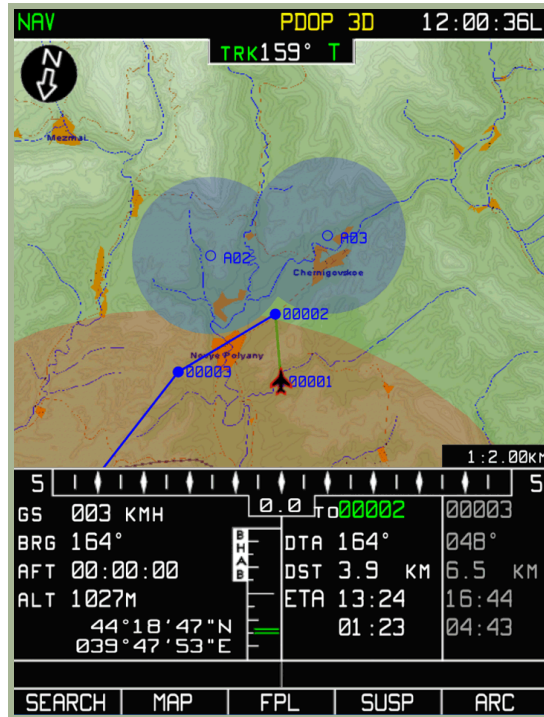 NAV PDOP 3D 12:00:36L
TRK159° T
N
Mezmai
A02
A03
Chernigovskoe
00002
Novye Polyany
00003
00001
1:2.00KM
5 5
0.0
GS 003 KMH
BRG 164°
AFT 00:00:00
ALT 1027M
44°18'47"N
039°47'53"E
B
H
A
B
TO00002 00003
DTA 164° 048°
DST 3.9 KM 6.5 KM
ETA 13:24 16:44
01:23 04:43
SEARCH MAP FPL SUSP ARC